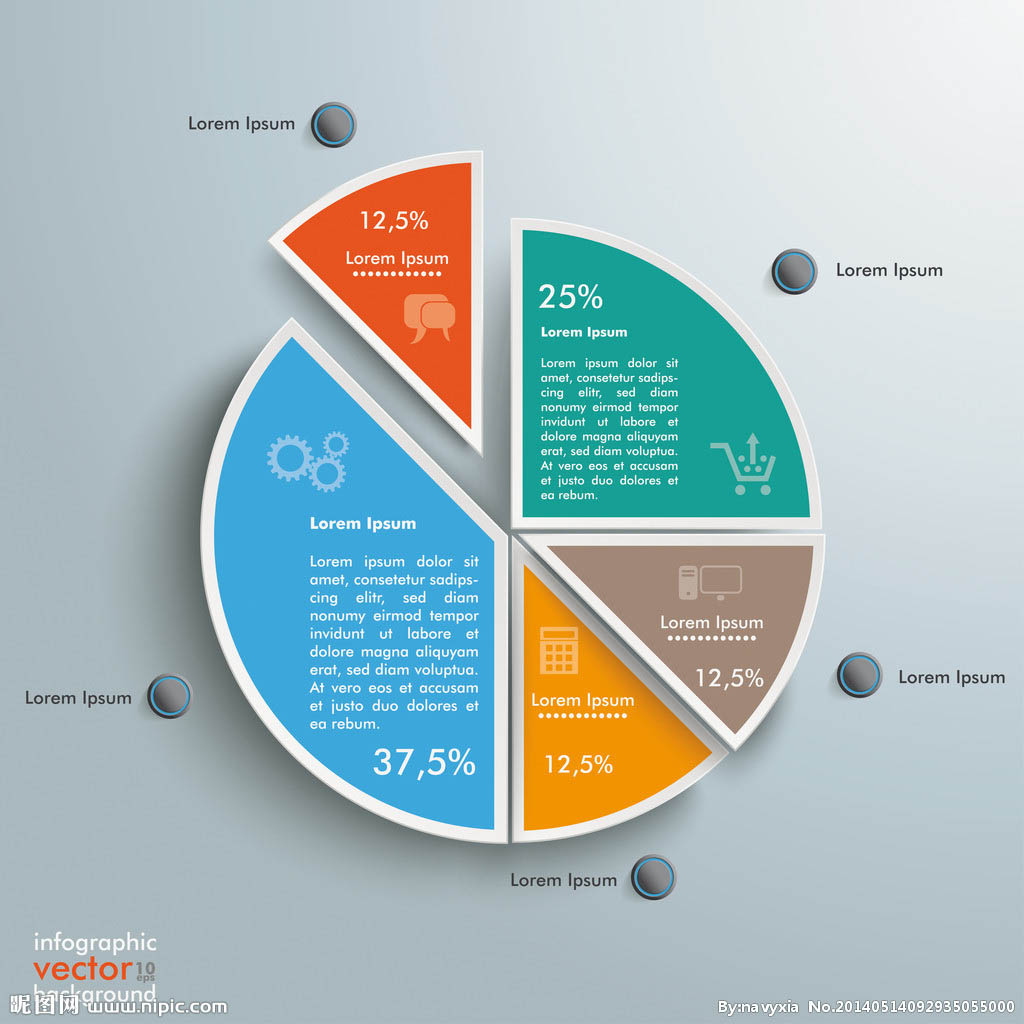 Lorem Ipsum
12,5%
Lorem Ipsum
Lorem Ipsum
25%
Lorem Ipsum
Lorem ipsum dolor sit
amet, consetetur sadips-
cing elitr, sed diam
nonumy eirmod tempor
invidunt ut labore et
dolore magna aliquyam
erat, sed diam voluptua.
At vero eos et accusam
et justo duo dolores et
ea rebum.
Lorem Ipsum
Lorem ipsum dolor sit
amet, consetetur sadips-
cing elitr, sed diam
nonumy eirmod tempor
invidunt ut labore et
dolore magna aliquyam
erat, sed diam voluptua.
At vero eos et accusam
et justo duo dolores et
ea rebum.
37,5%
Lorem Ipsum
12,5%
Lorem Ipsum
Lorem Ipsum
12,5%
Lorem Ipsum
Lorem Ipsum
infographic
vector 10 eps
background
昵图网 www.nipic.com
By:navyxia No.20140514092935055000